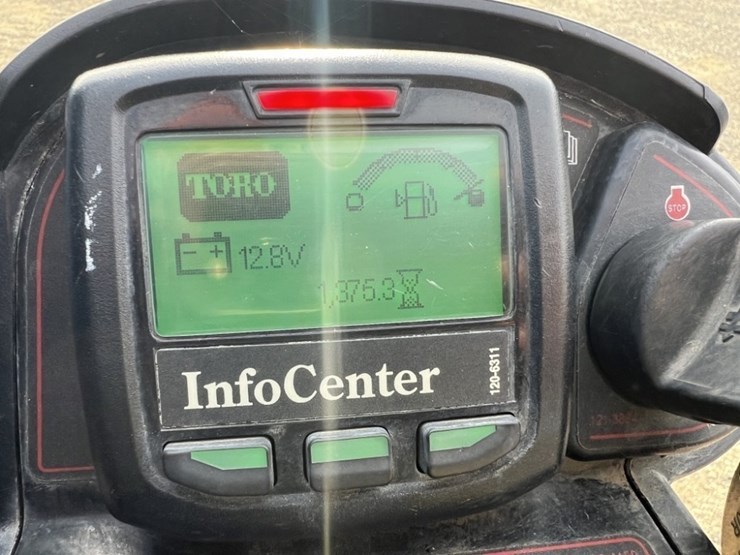 TORO
12.8V
1,375.3
InfoCenter
120-6311
STOP